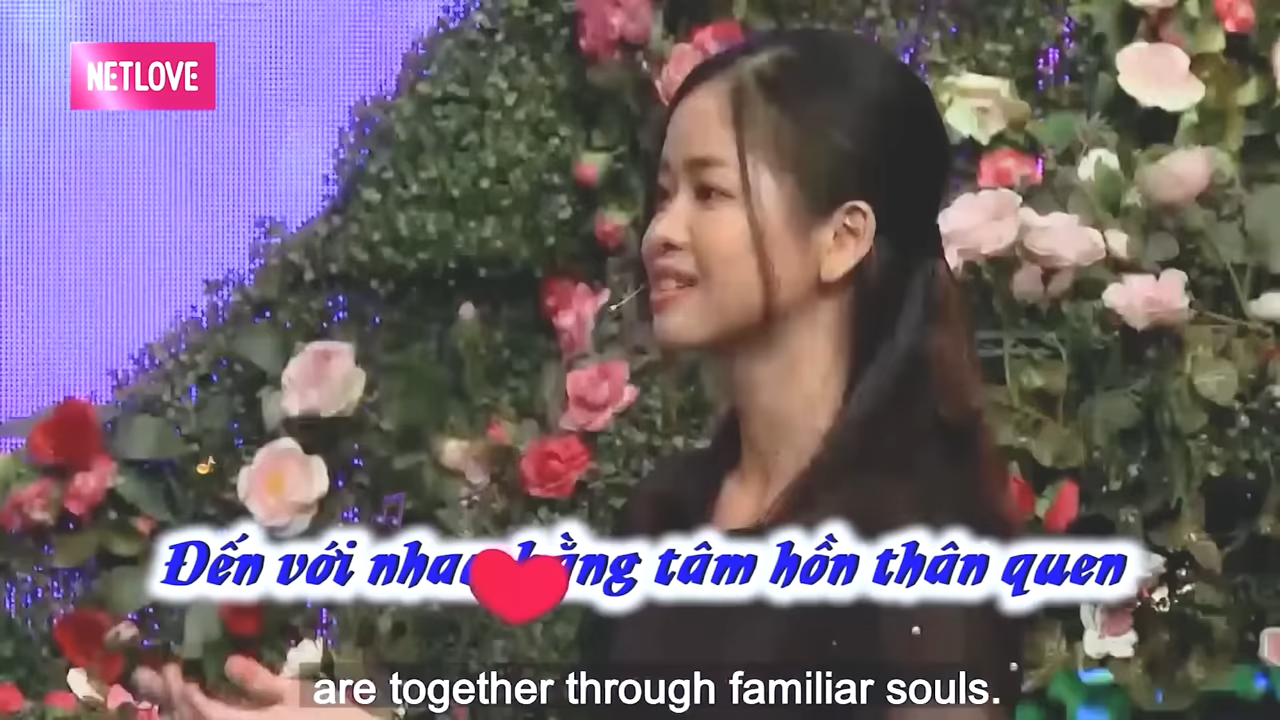 NETLOVE
Đến với nhau bằng tâm hồn thân quen
are together through familiar souls.